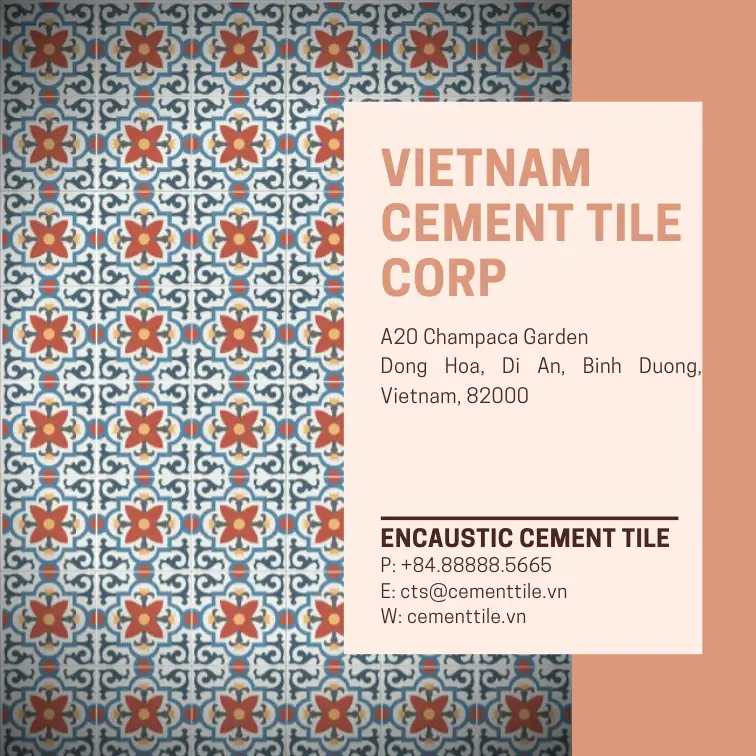 VIETNAM
CEMENT TILE
CORP
A20 Champaca Garden
Dong Hoa, Di An, Binh Duong,
Vietnam, 82000
ENCAUSTIC CEMENT TILE
P: +84.88888.5665
E: cts@cementtile.vn
W: cementtile.vn